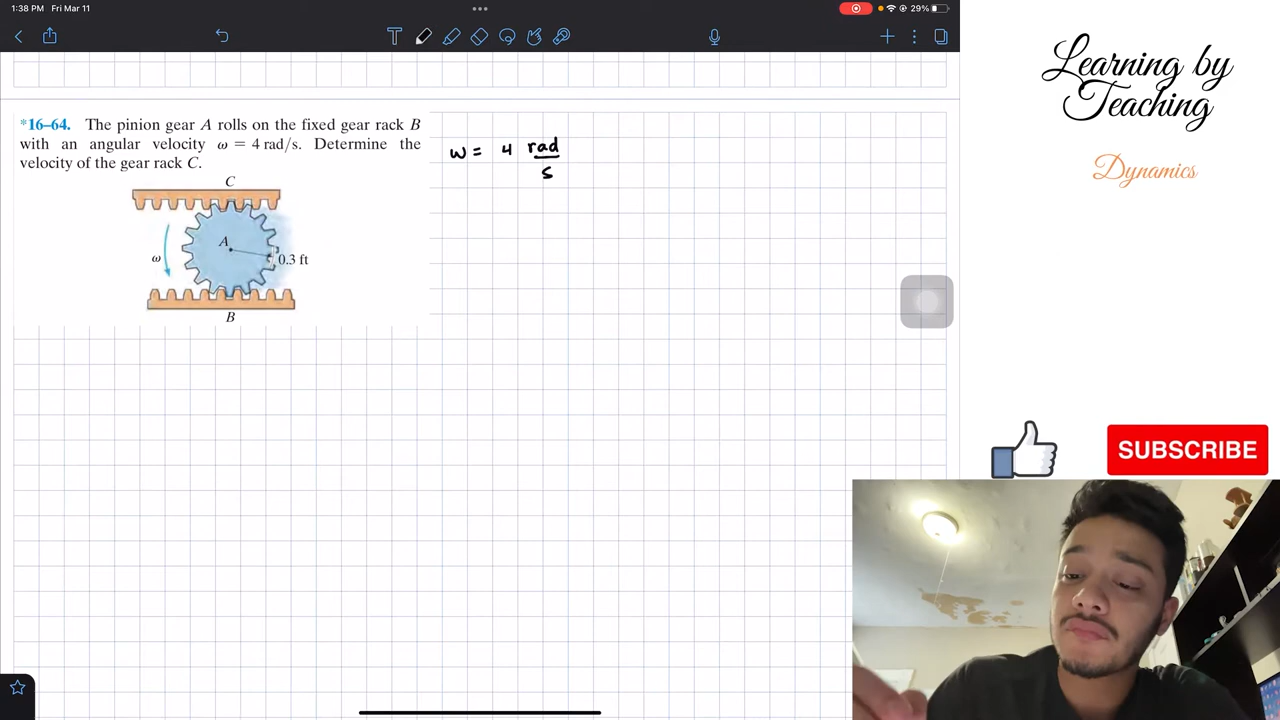 1:38 PM Fri Mar 11
29%
Learning by
Teaching
Dynamics
*16–64. The pinion gear A rolls on the fixed gear rack B
with an angular velocity ω = 4 rad/s. Determine the
velocity of the gear rack C.
ω = 4 rad/s
C
A
ω
0.3 ft
B
SUBSCRIBE